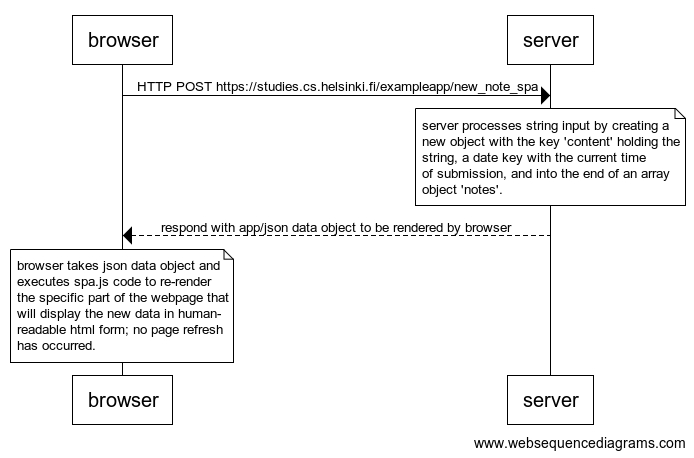 browser
server
HTTP POST https://studies.cs.helsinki.fi/exampleapp/new_note_spa
server processes string input by creating a
new object with the key 'content' holding the
string, a date key with the current time
of submission, and into the end of an array
object 'notes'.
respond with app/json data object to be rendered by browser
browser takes json data object and
executes spa.js code to re-render
the specific part of the webpage that
will display the new data in human-
readable html form; no page refresh
has occurred.
browser
server
www.websequencediagrams.com